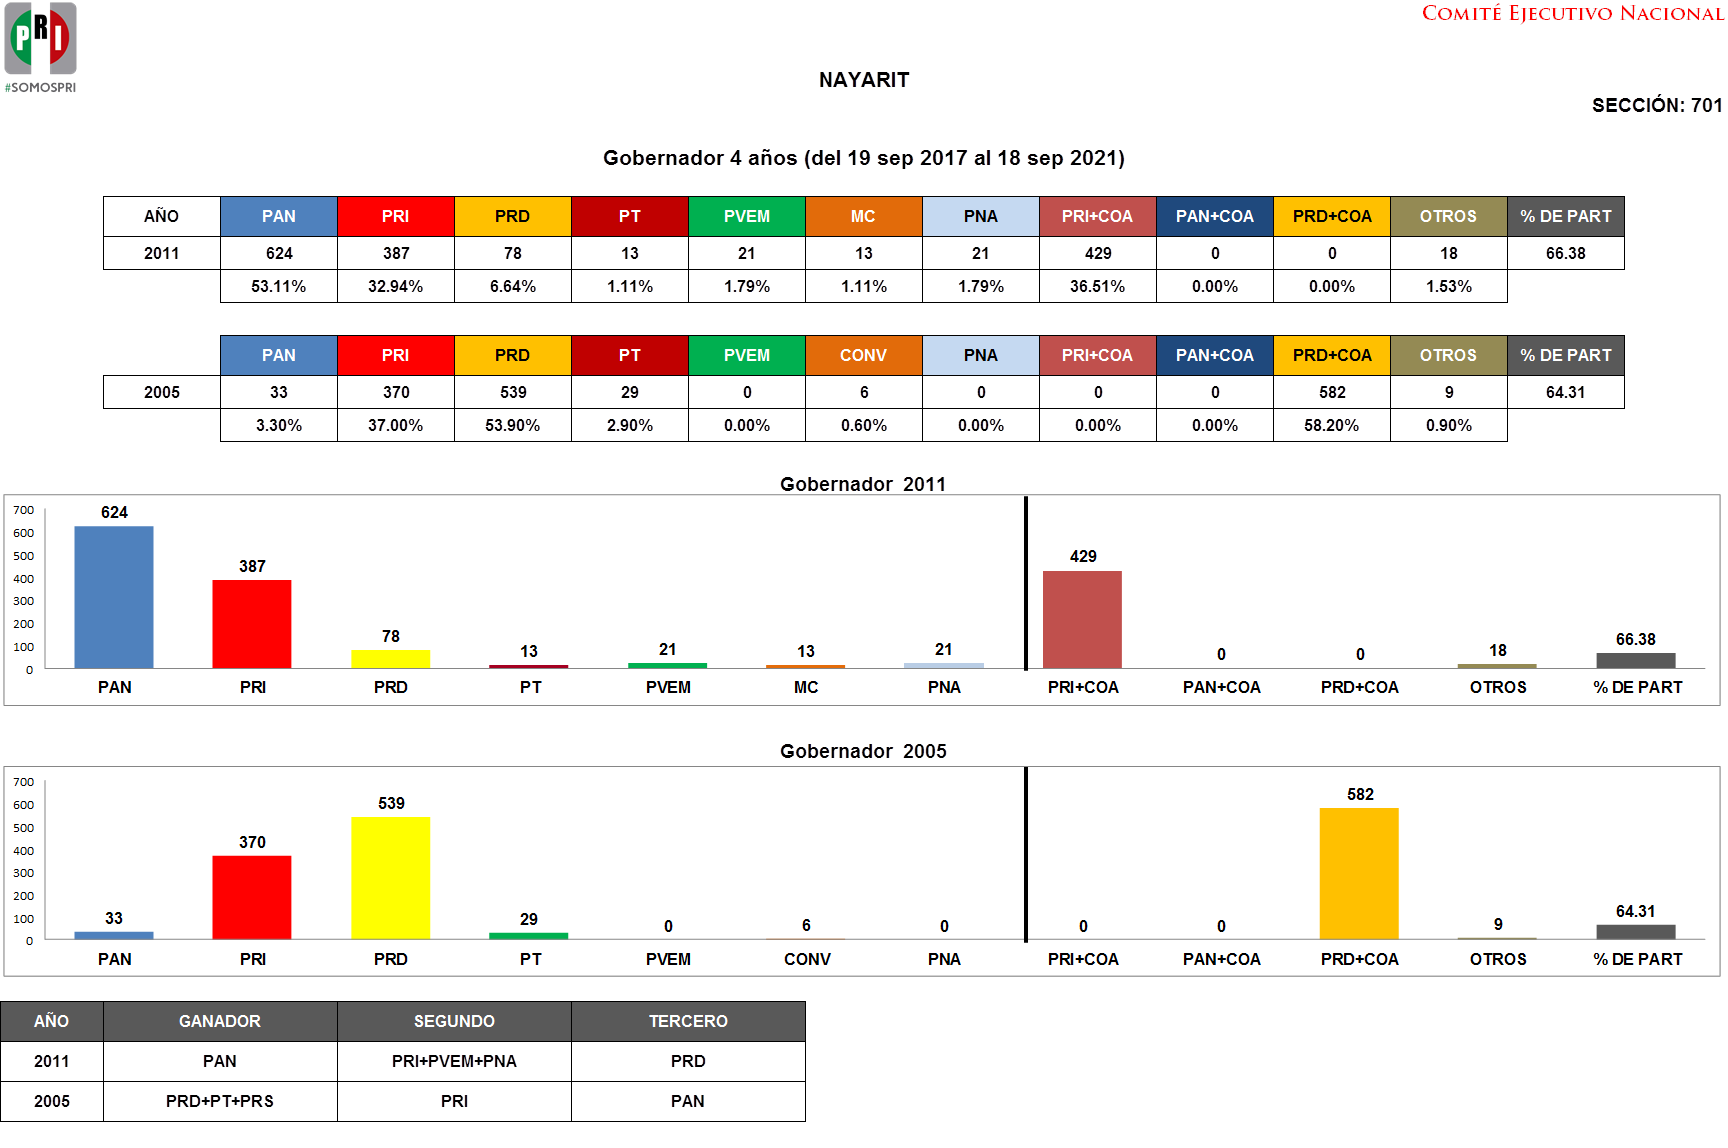 PRI
#SOMOSPRI
COMITÉ EJECUTIVO NACIONAL
NAYARIT
SECCIÓN: 701
Gobernador 4 años (del 19 sep 2017 al 18 sep 2021)
AÑO PAN PRI PRD PT PVEM MC PNA PRI+COA PAN+COA PRD+COA OTROS % DE PART
2011 624 387 78 13 21 13 21 429 0 0 18 66.38
53.11% 32.94% 6.64% 1.11% 1.79% 1.11% 1.79% 36.51% 0.00% 0.00% 1.53%
PAN PRI PRD PT PVEM CONV PNA PRI+COA PAN+COA PRD+COA OTROS % DE PART
2005 33 370 539 29 0 6 0 0 0 582 9 64.31
3.30% 37.00% 53.90% 2.90% 0.00% 0.60% 0.00% 0.00% 0.00% 58.20% 0.90%
Gobernador 2011
700
600
500
400
300
200
100
0
624 387 78 13 21 13 21 429 0 0 18 66.38
PAN PRI PRD PT PVEM MC PNA PRI+COA PAN+COA PRD+COA OTROS % DE PART
Gobernador 2005
700
600
500
400
300
200
100
0
33 370 539 29 0 6 0 0 0 582 9 64.31
PAN PRI PRD PT PVEM CONV PNA PRI+COA PAN+COA PRD+COA OTROS % DE PART
AÑO GANADOR SEGUNDO TERCERO
2011 PAN PRI+PVEM+PNA PRD
2005 PRD+PT+PRS PRI PAN